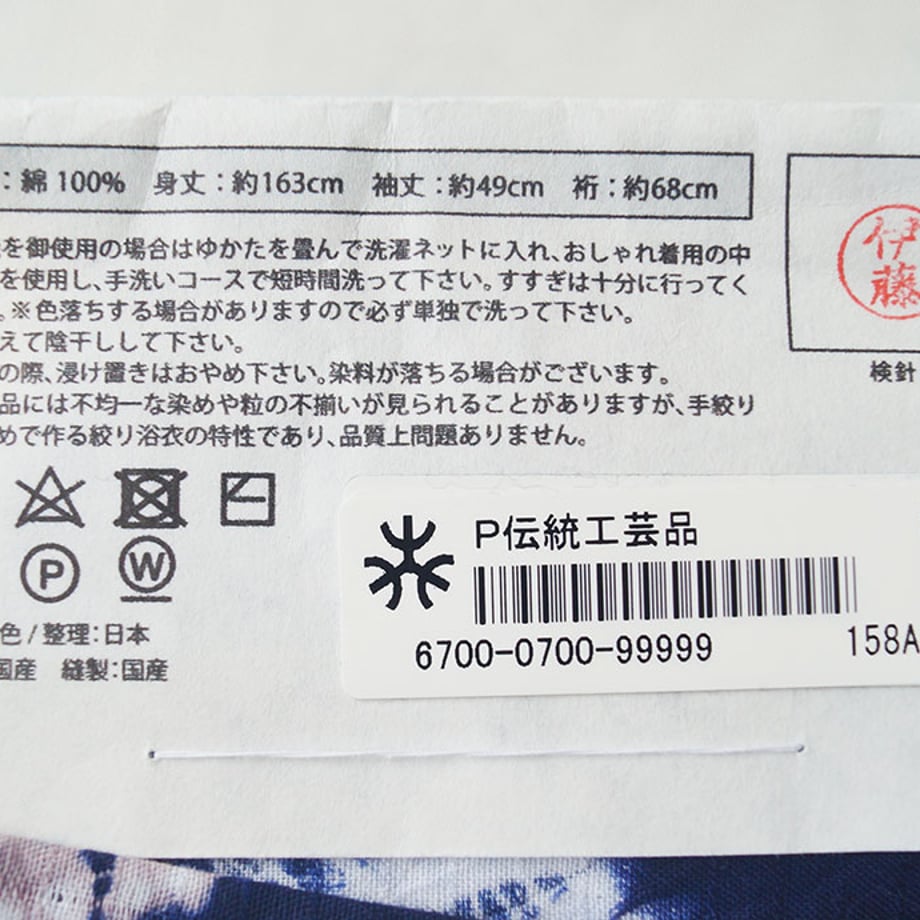 ：綿 100%　身丈：約163cm　袖丈：約49cm　裄：約68cm
を御使用の場合はゆかたを畳んで洗濯ネットに入れ、おしゃれ着用の中
を使用し、手洗いコースで短時間洗って下さい。すすぎは十分に行ってく
。※色落ちする場合がありますので必ず単独で洗って下さい。
えて陰干しして下さい。
の際、浸け置きはおやめ下さい。染料が落ちる場合がございます。
品には不均一な染めや粒の不揃いが見られることがありますが、手絞り
めで作る絞り浴衣の特性であり、品質上問題ありません。
伊藤
検針
P
W
色 / 整理：日本
国産　縫製：国産
P伝統工芸品
6700-0700-99999
158A